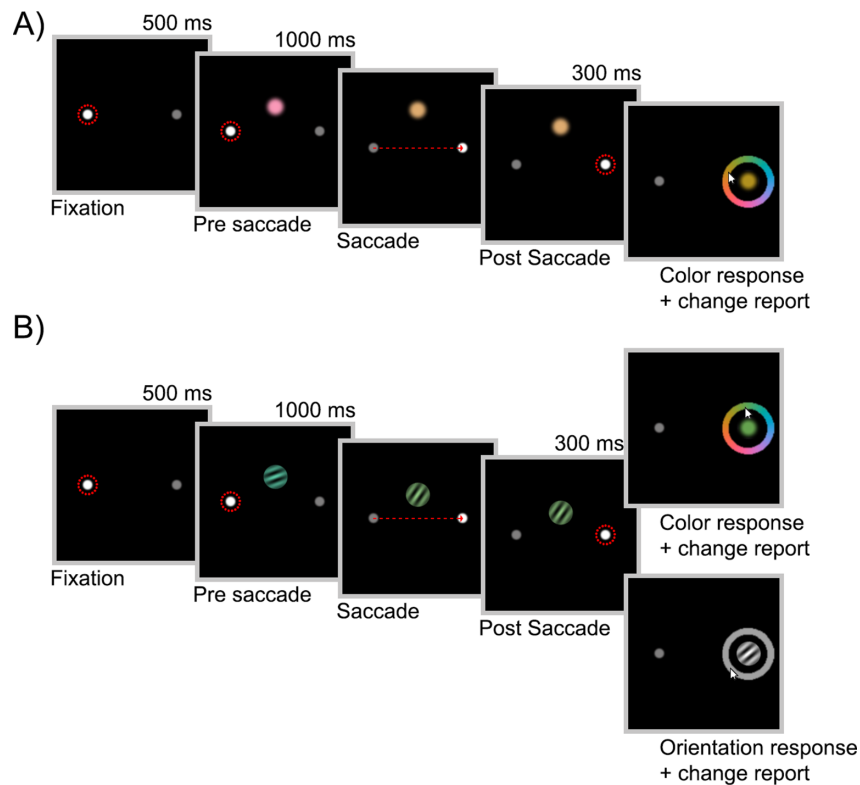 A)
500 ms
1000 ms
300 ms
Fixation
Pre saccade
Saccade
Post Saccade
Color response
+ change report
B)
500 ms
1000 ms
300 ms
Fixation
Pre saccade
Saccade
Post Saccade
Color response
+ change report
Orientation response
+ change report